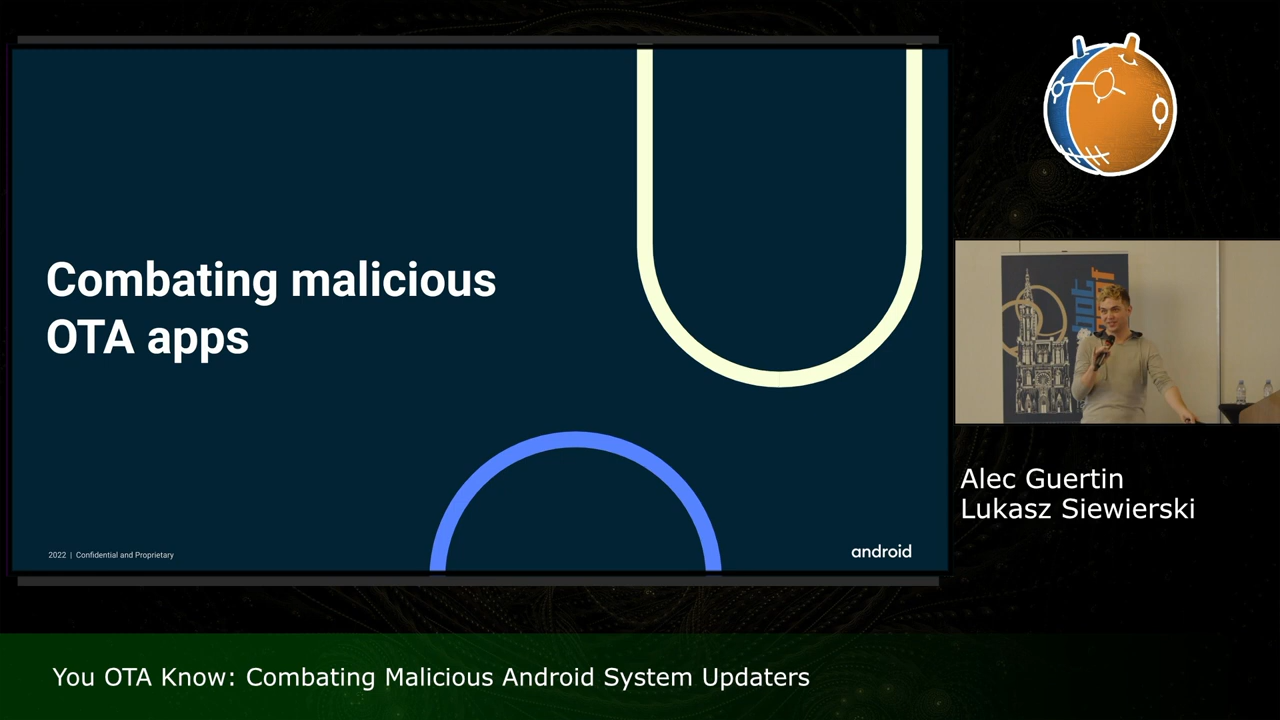 Combating malicious
OTA apps
2022 | Confidential and Proprietary
android
Alec Guertin
Lukasz Siewierski
You OTA Know: Combating Malicious Android System Updaters